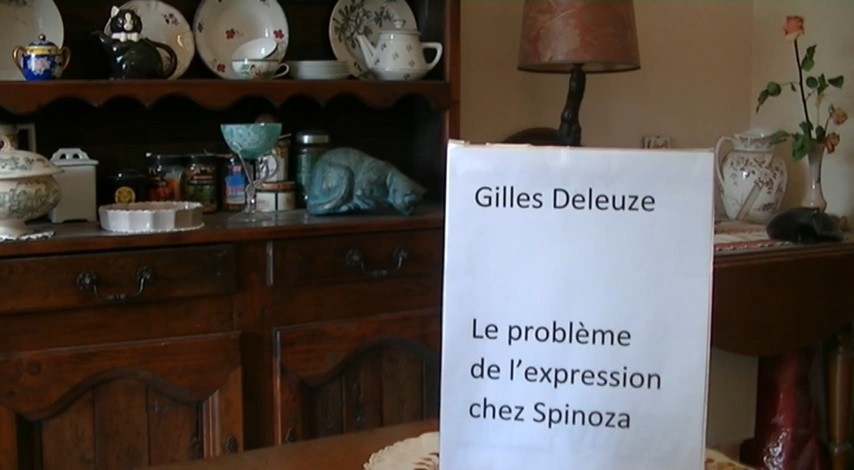 Gilles Deleuze
Le problème
de l’expression
chez Spinoza